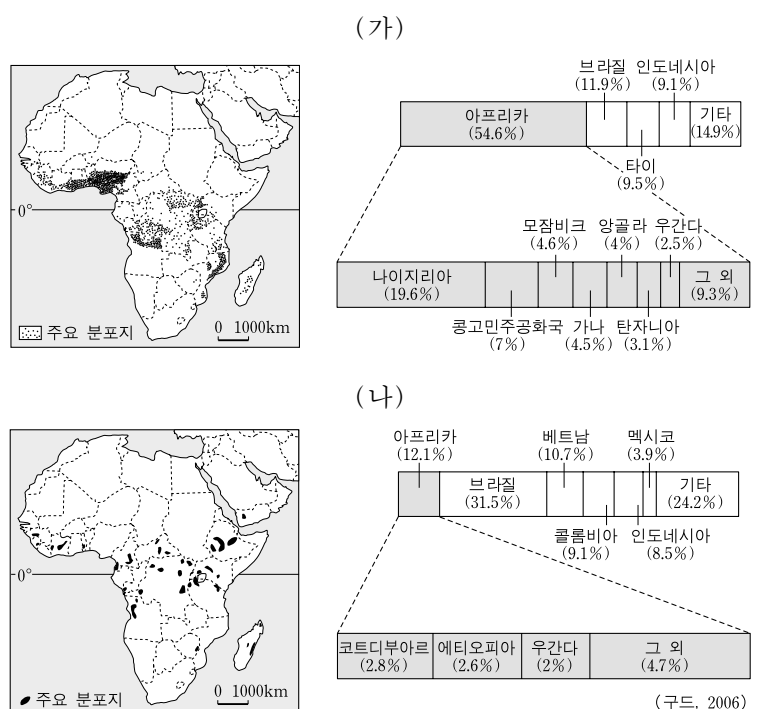 (가)
브라질 인도네시아
(11.9%) (9.1%)
아프리카
(54.6%)
기타
(14.9%)
타이
(9.5%)
0°
모잠비크 앙골라 우간다
(4.6%) (4%) (2.5%)
나이지리아
(19.6%)
그 외
(9.3%)
콩고민주공화국 가나 탄자니아
(7%) (4.5%) (3.1%)
주요 분포지
0 1000km
(나)
아프리카 베트남 멕시코
(12.1%) (10.7%) (3.9%)
브라질
(31.5%)
기타
(24.2%)
콜롬비아 인도네시아
(9.1%) (8.5%)
0°
코트디부아르 에티오피아 우간다 그 외
(2.8%) (2.6%) (2%) (4.7%)
주요 분포지
0 1000km
(구드, 2006)